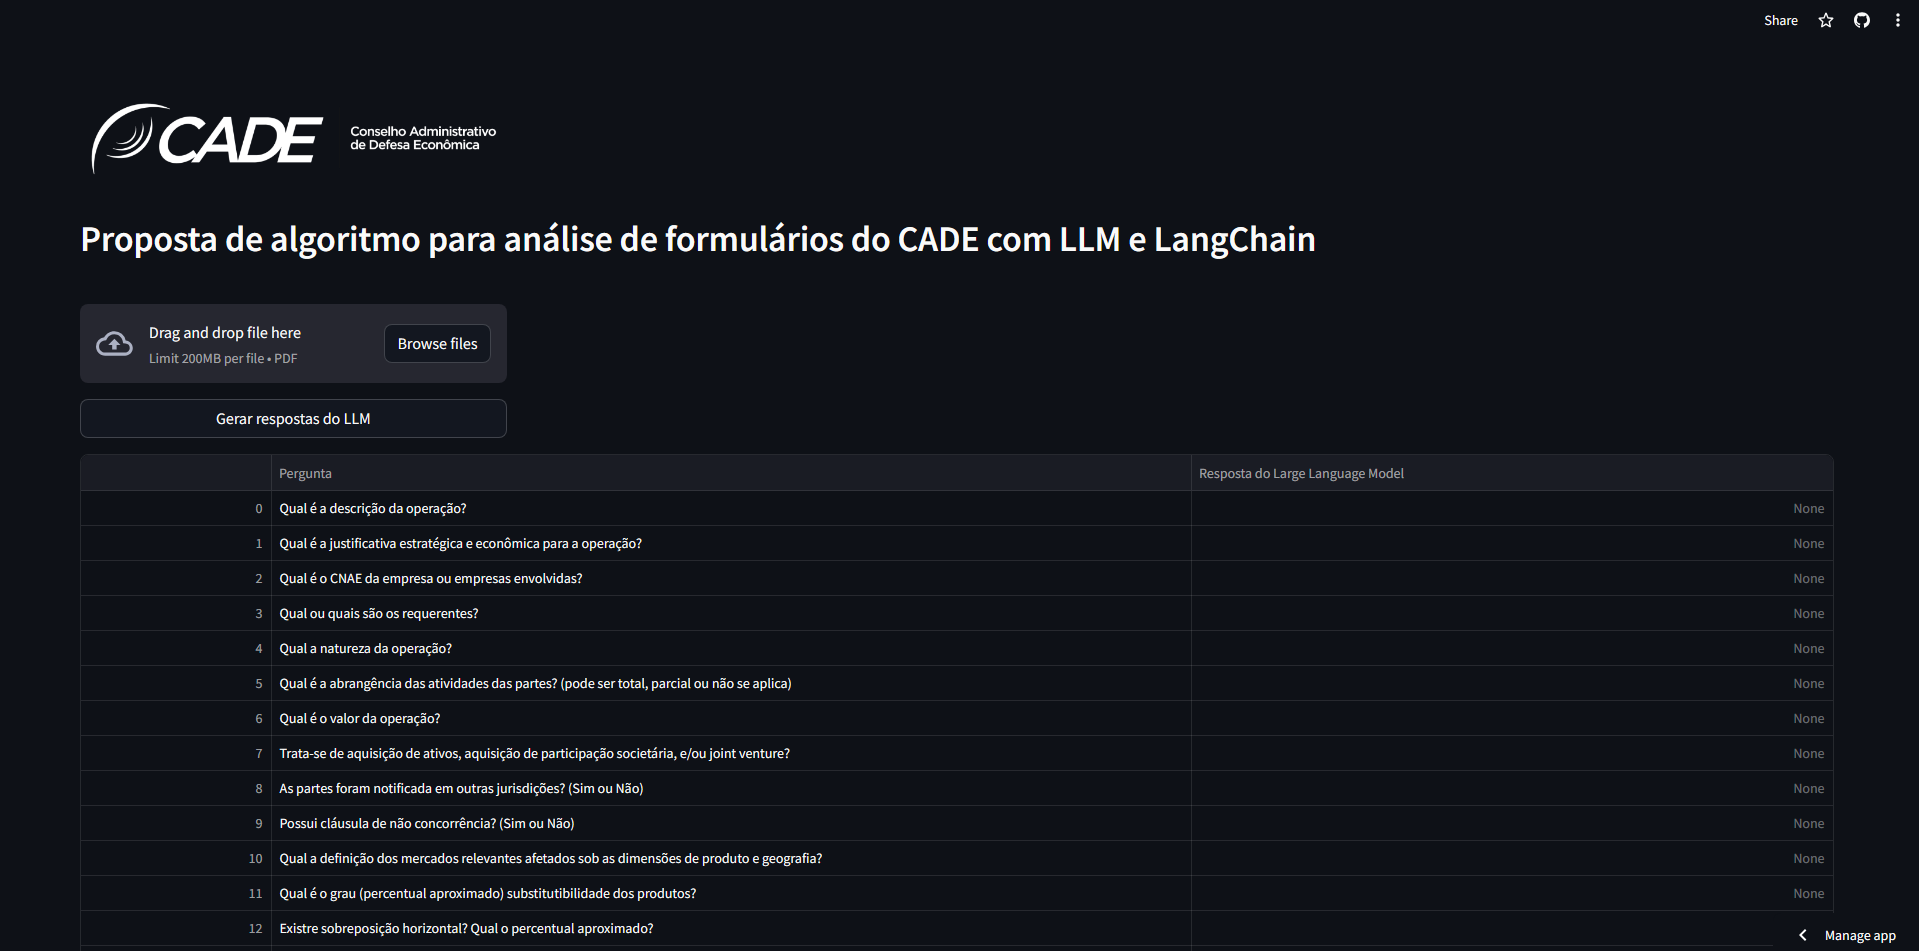 Share
CADE
Conselho Administrativo
de Defesa Econômica
Proposta de algoritmo para análise de formulários do CADE com LLM e LangChain
Drag and drop file here
Limit 200MB per file • PDF
Browse files
Gerar respostas do LLM
Pergunta Resposta do Large Language Model
0 Qual é a descrição da operação? None
1 Qual é a justificativa estratégica e econômica para a operação? None
2 Qual é o CNAE da empresa ou empresas envolvidas? None
3 Qual ou quais são os requerentes? None
4 Qual a natureza da operação? None
5 Qual é a abrangência das atividades das partes? (pode ser total, parcial ou não se aplica) None
6 Qual é o valor da operação? None
7 Trata-se de aquisição de ativos, aquisição de participação societária, e/ou joint venture? None
8 As partes foram notificada em outras jurisdições? (Sim ou Não) None
9 Possui cláusula de não concorrência? (Sim ou Não) None
10 Qual a definição dos mercados relevantes afetados sob as dimensões de produto e geografia? None
11 Qual é o grau (percentual aproximado) substitutibilidade dos produtos? None
12 Existre sobreposição horizontal? Qual o percentual aproximado?
Manage app